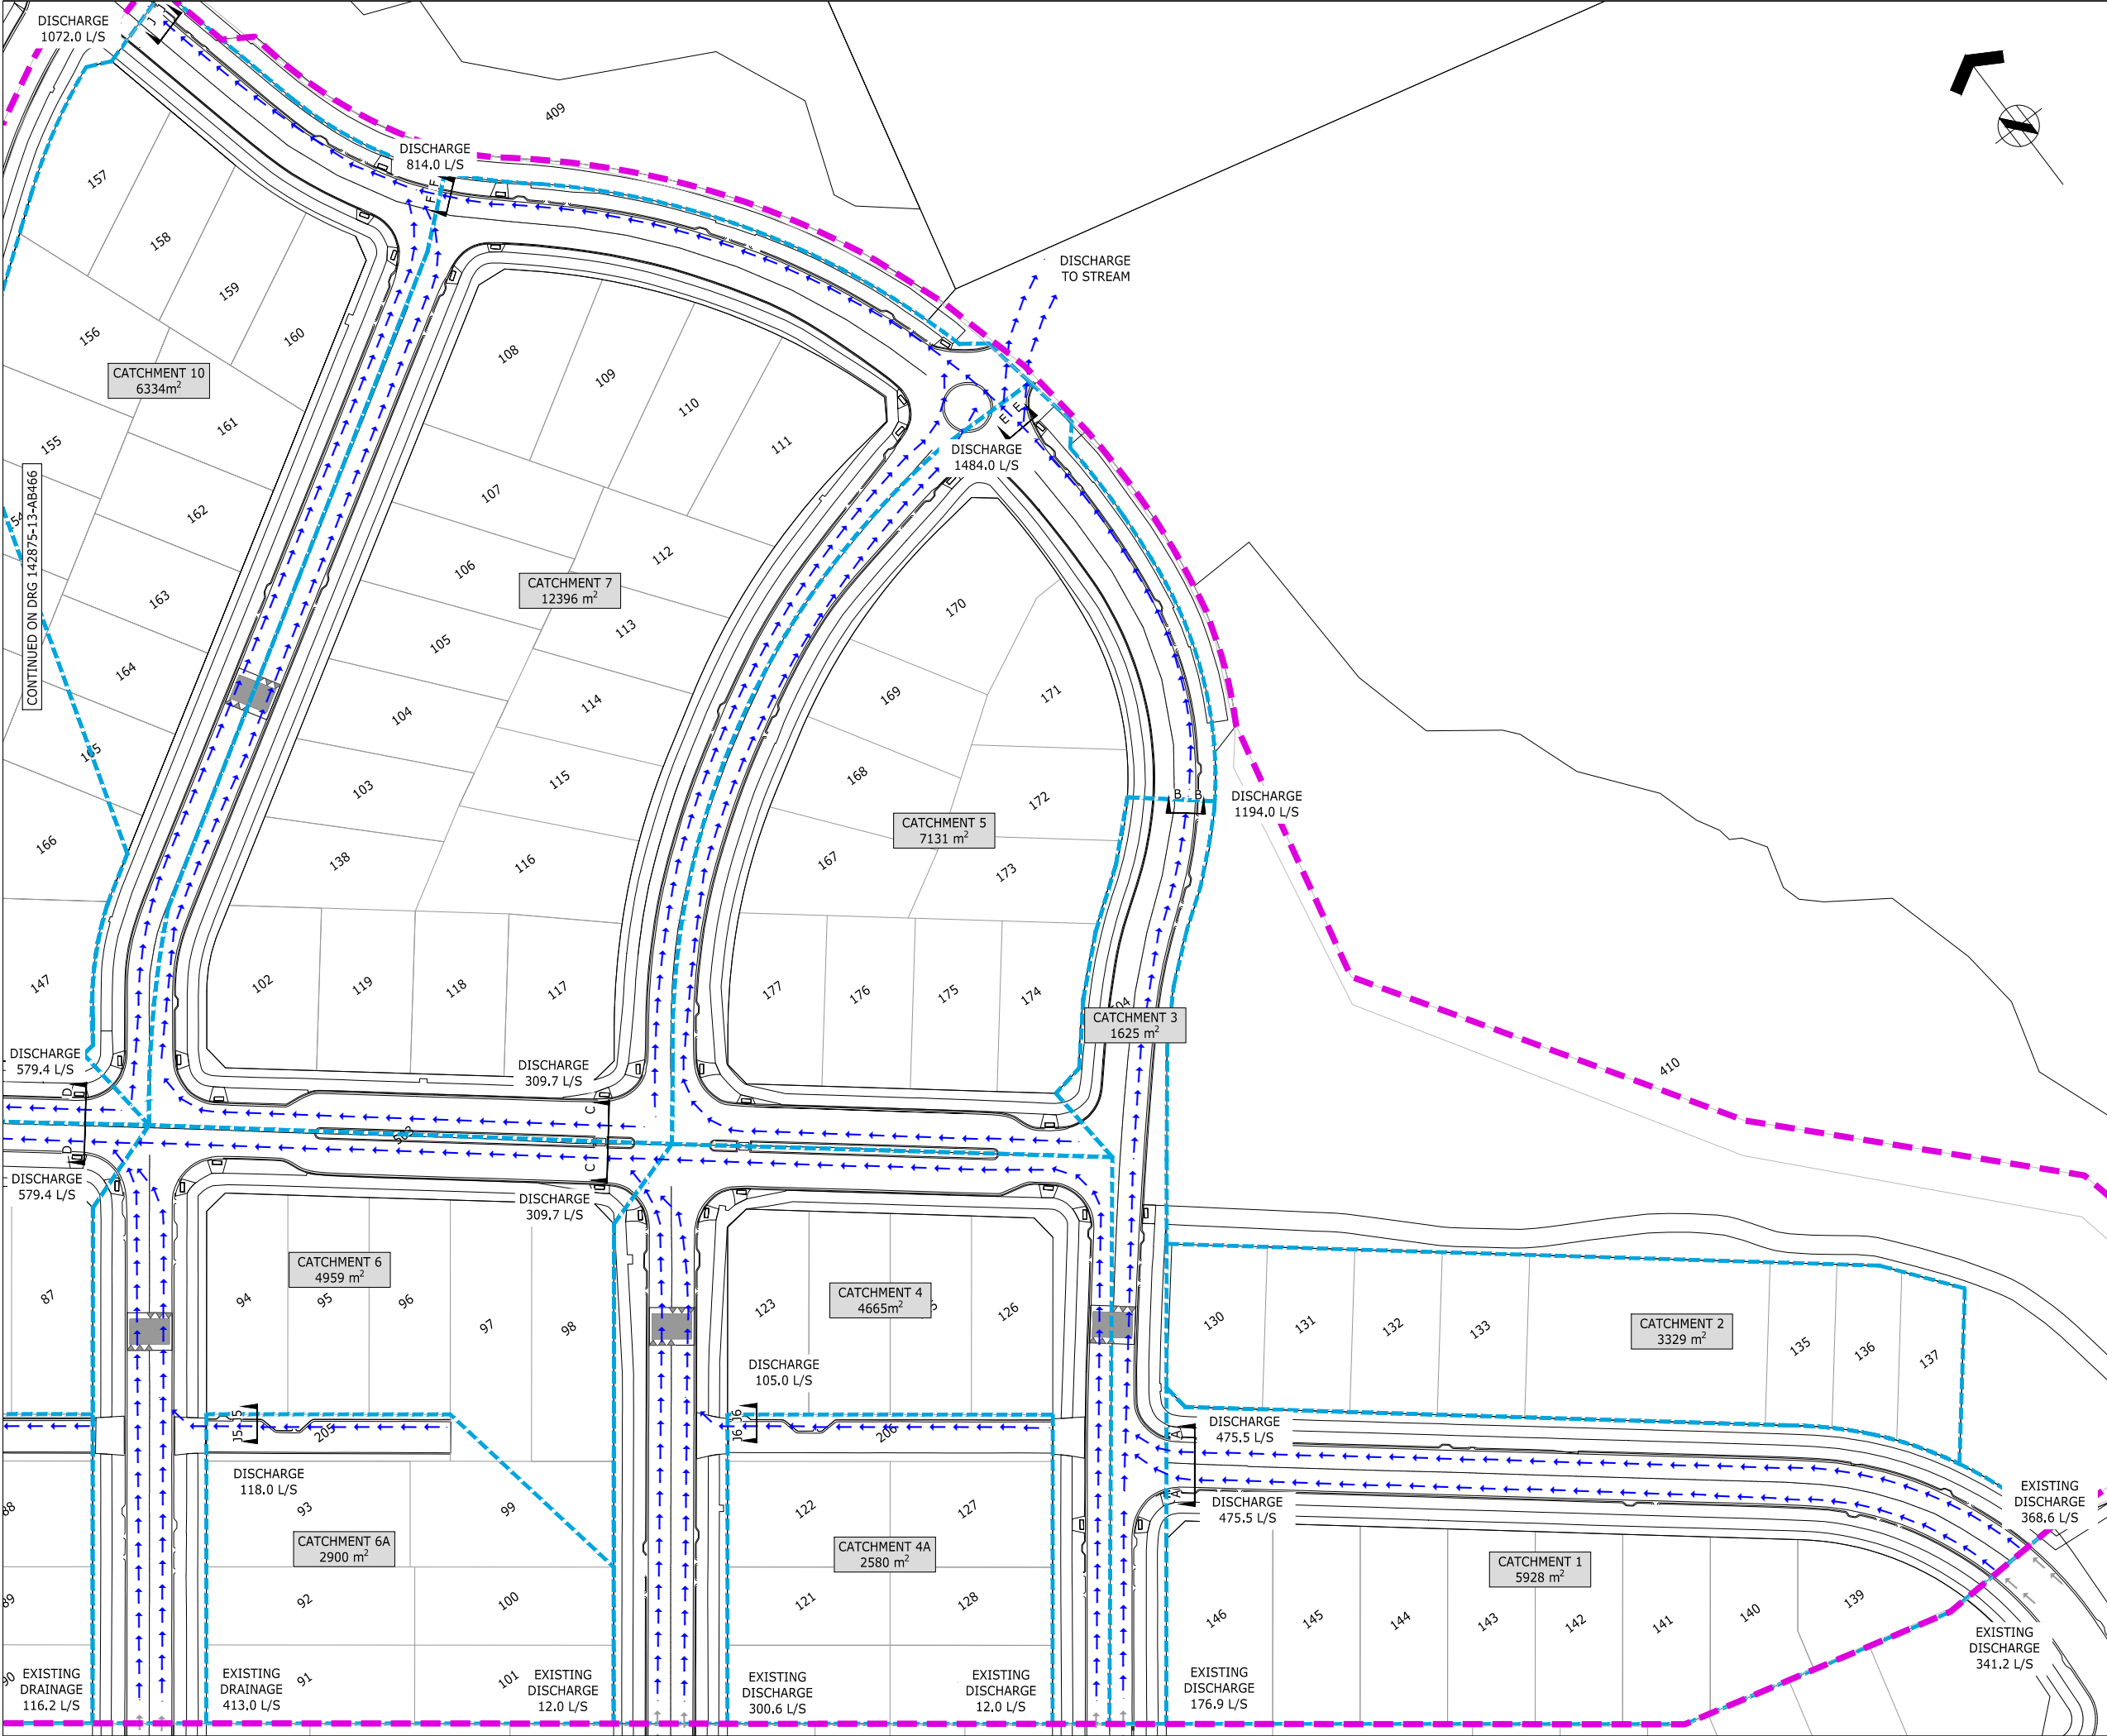 DISCHARGE
1072.0 L/S
J
409
DISCHARGE
814.0 L/S
F
F
157
158
159
160
156
CATCHMENT 10
6334m²
155
161
162
163
164
166
147
CONTINUED ON DRG 142875-13-AB466
108
109
110
111
107
106
112
CATCHMENT 7
12396 m²
105
113
104
114
103
115
138
116
102
119
118
117
DISCHARGE
TO STREAM
E
E
DISCHARGE
1484.0 L/S
170
169
171
168
172
CATCHMENT 5
7131 m²
167
173
177
176
175
174
B
B
DISCHARGE
1194.0 L/S
CATCHMENT 3
1625 m²
410
DISCHARGE
579.4 L/S
D
D
DISCHARGE
579.4 L/S
DISCHARGE
309.7 L/S
C
C
503
DISCHARGE
309.7 L/S
87
CATCHMENT 6
4959 m²
94
95
96
97
98
123
CATCHMENT 4
4665m²
126
DISCHARGE
105.0 L/S
130
131
132
133
CATCHMENT 2
3329 m²
135
136
137
J5
J5
205
J6
J6
206
A
A
DISCHARGE
475.5 L/S
DISCHARGE
475.5 L/S
DISCHARGE
118.0 L/S
93
99
CATCHMENT 6A
2900 m²
92
100
91
101
122
127
CATCHMENT 4A
2580 m²
121
128
CATCHMENT 1
5928 m²
146
145
144
143
142
141
140
139
EXISTING
DISCHARGE
368.6 L/S
EXISTING
DISCHARGE
341.2 L/S
EXISTING
DRAINAGE
116.2 L/S
EXISTING
DRAINAGE
413.0 L/S
EXISTING
DISCHARGE
12.0 L/S
EXISTING
DISCHARGE
300.6 L/S
EXISTING
DISCHARGE
12.0 L/S
EXISTING
DISCHARGE
176.9 L/S